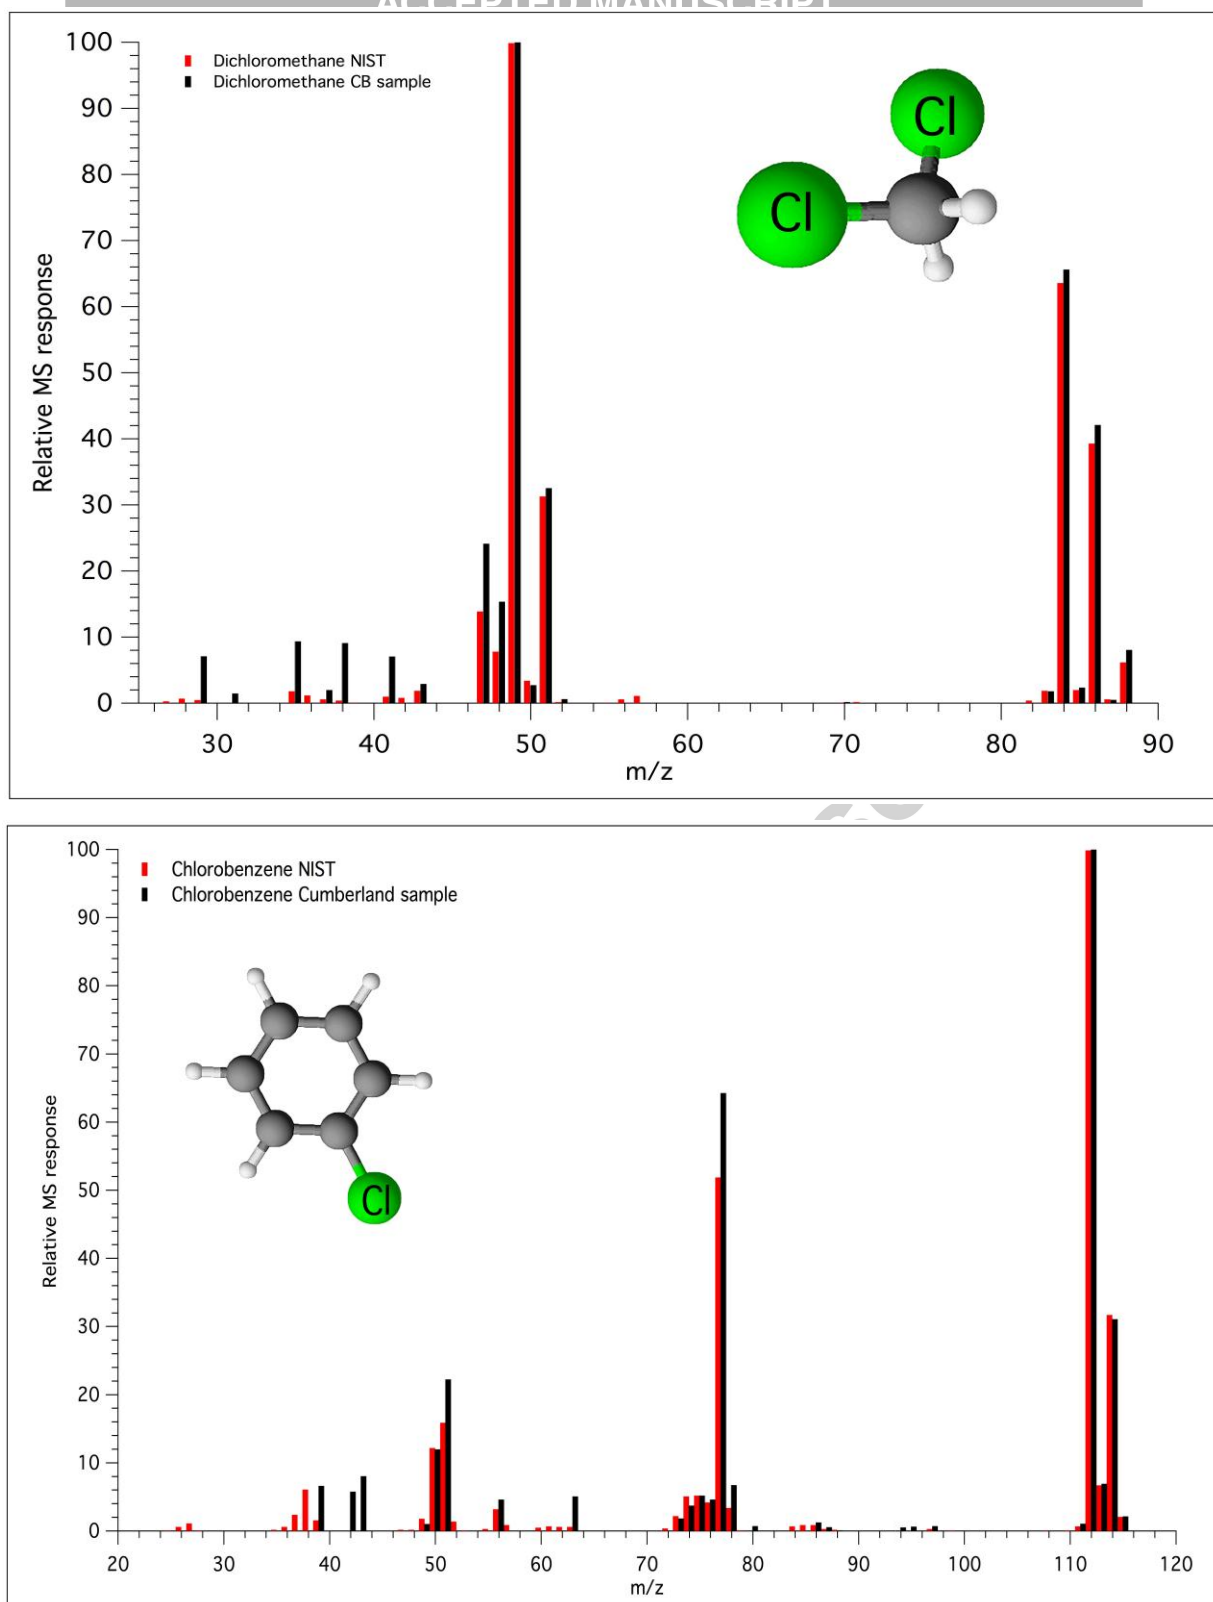 ACCEPTED MANUSCRIPT
100
Dichloromethane NIST
Dichloromethane CB sample
90
80
70
60
50
40
30
20
10
0
Relative MS response
Cl
Cl
30 40 50 60 70 80 90
m/z
100
Chlorobenzene NIST
Chlorobenzene Cumberland sample
90
80
70
60
50
40
30
20
10
0
Relative MS response
Cl
20 30 40 50 60 70 80 90 100 110 120
m/z